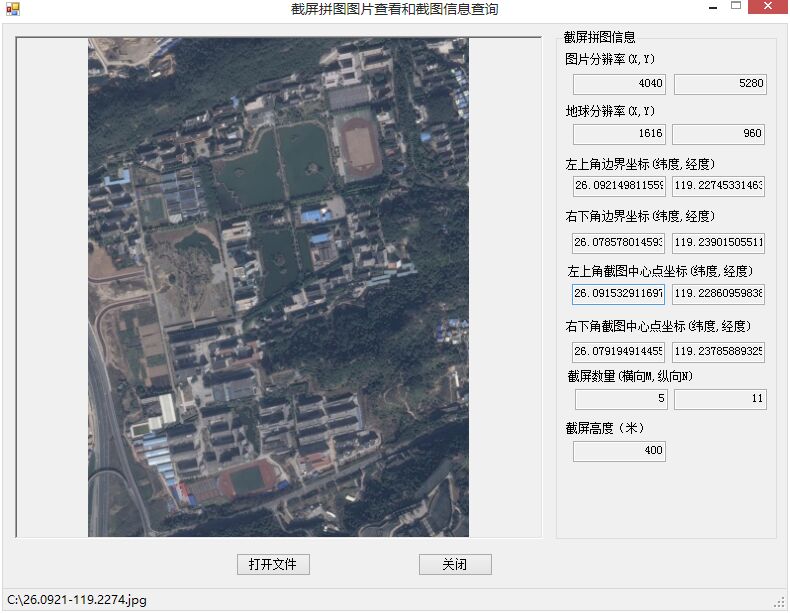 截屏拼图图片查看和截图信息查询
截屏拼图信息
图片分辨率(X,Y)
4040 5280
地球分辨率(X,Y)
1616 960
左上角边界坐标(纬度,经度)
26.092149811559 119.22745331463
右下角边界坐标(纬度,经度)
26.078578014593 119.23901505511
左上角截图中心点坐标(纬度,经度)
26.091532911697 119.22860959838
右下角截图中心点坐标(纬度,经度)
26.079194914455 119.23785889325
截屏数量(横向M,纵向N)
5 11
截屏高度（米）
400
打开文件 关闭
C:\26.0921-119.2274.jpg